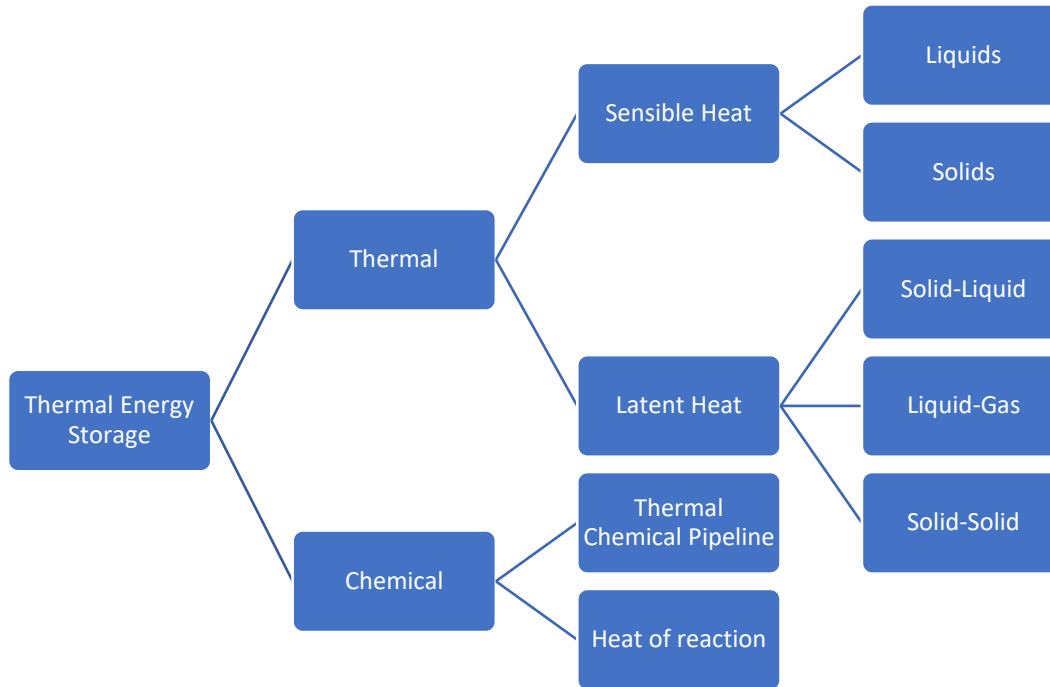 Thermal Energy
Storage
Thermal
Sensible Heat
Liquids
Solids
Latent Heat
Solid-Liquid
Liquid-Gas
Solid-Solid
Chemical
Thermal
Chemical Pipeline
Heat of reaction